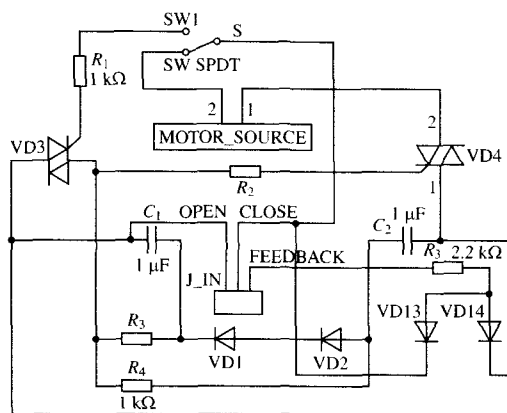 SW1
S
R1
1 kΩ
SW SPDT
2
1
MOTOR_SOURCE
2
VD3
VD4
R2
1
C1
OPEN
CLOSE
C2
1 μF
1 μF
FEEDBACK
R3
2.2 kΩ
J_IN
R3
VD13
VD14
VD1
VD2
R4
1 kΩ